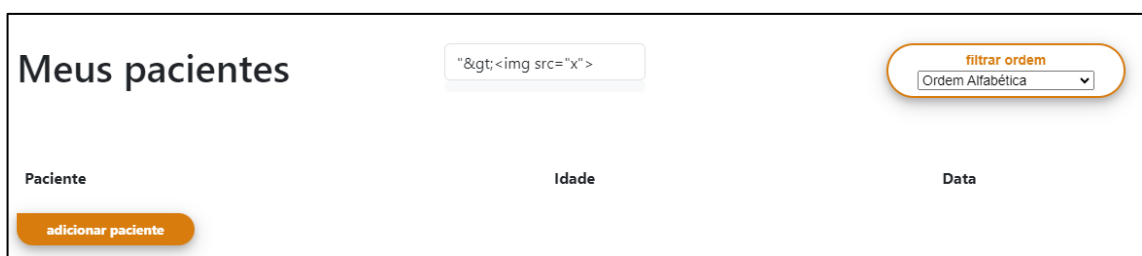 Meus pacientes
"&gt;<img src="x">
filtrar ordem
Ordem Alfabética
Paciente Idade Data
adicionar paciente